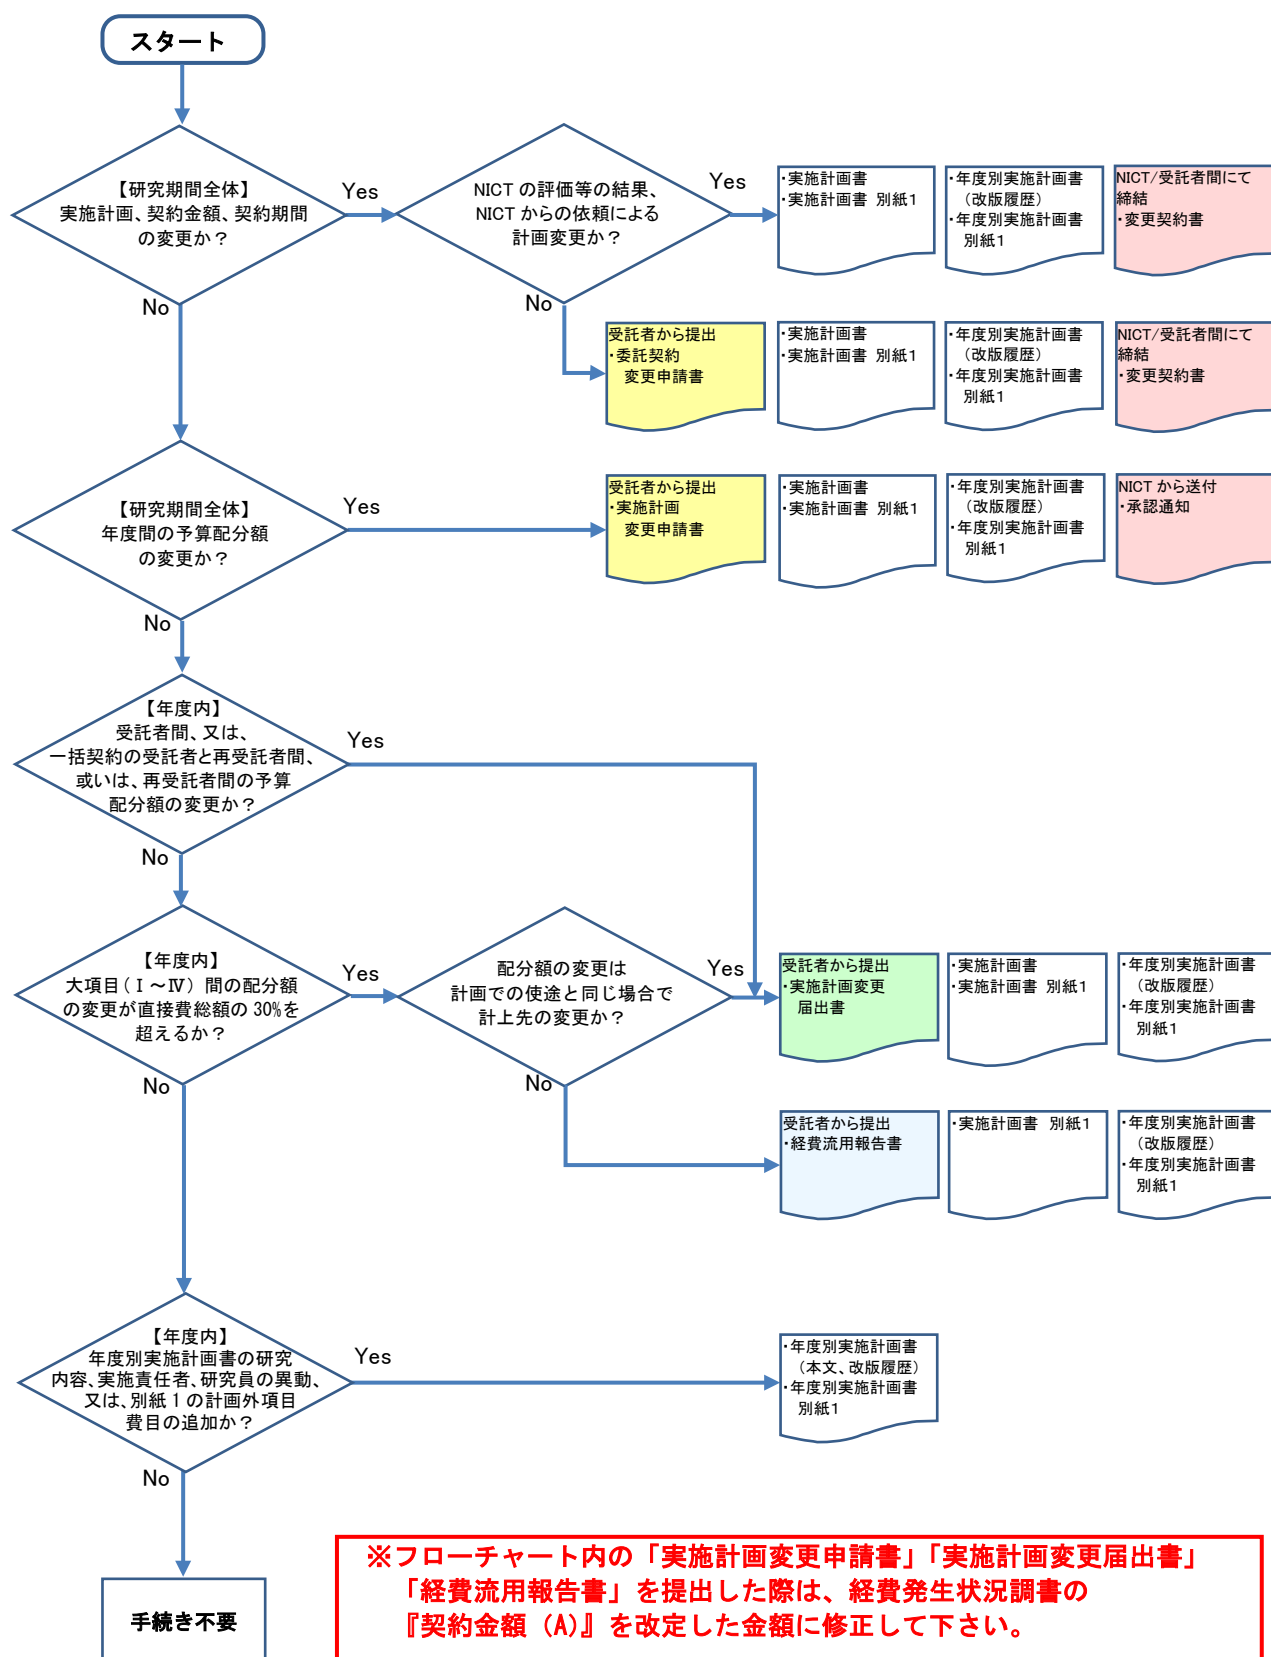 スタート
【研究期間全体】
実施計画、契約金額、契約期間
の変更か？
Yes
No
NICT の評価等の結果、
NICT からの依頼による
計画変更か？
Yes
No
・実施計画書
・実施計画書 別紙1
・年度別実施計画書
（改版履歴）
・年度別実施計画書
別紙1
NICT/受託者間にて
締結
・変更契約書
受託者から提出
・委託契約
変更申請書
・実施計画書
・実施計画書 別紙1
・年度別実施計画書
（改版履歴）
・年度別実施計画書
別紙1
NICT/受託者間にて
締結
・変更契約書
【研究期間全体】
年度間の予算配分額
の変更か？
Yes
No
受託者から提出
・実施計画
変更申請書
・実施計画書
・実施計画書 別紙1
・年度別実施計画書
（改版履歴）
・年度別実施計画書
別紙1
NICT から送付
・承認通知
【年度内】
受託者間、又は、
一括契約の受託者と再受託者間、
或いは、再受託者間の予算
配分額の変更か？
Yes
No
【年度内】
大項目（Ⅰ～Ⅳ）間の配分額
の変更が直接費総額の 30%を
超えるか？
Yes
No
配分額の変更は
計画での使途と同じ場合で
計上先の変更か？
Yes
No
受託者から提出
・実施計画変更
届出書
・実施計画書
・実施計画書 別紙1
・年度別実施計画書
（改版履歴）
・年度別実施計画書
別紙1
受託者から提出
・経費流用報告書
・実施計画書 別紙1
・年度別実施計画書
（改版履歴）
・年度別実施計画書
別紙1
【年度内】
年度別実施計画書の研究
内容、実施責任者、研究員の異動、
又は、別紙 1 の計画外項目
費目の追加か？
Yes
No
・年度別実施計画書
（本文、改版履歴）
・年度別実施計画書
別紙1
手続き不要
※フローチャート内の「実施計画変更申請書」「実施計画変更届出書」
「経費流用報告書」を提出した際は、経費発生状況調書の
『契約金額（A)』を改定した金額に修正して下さい。